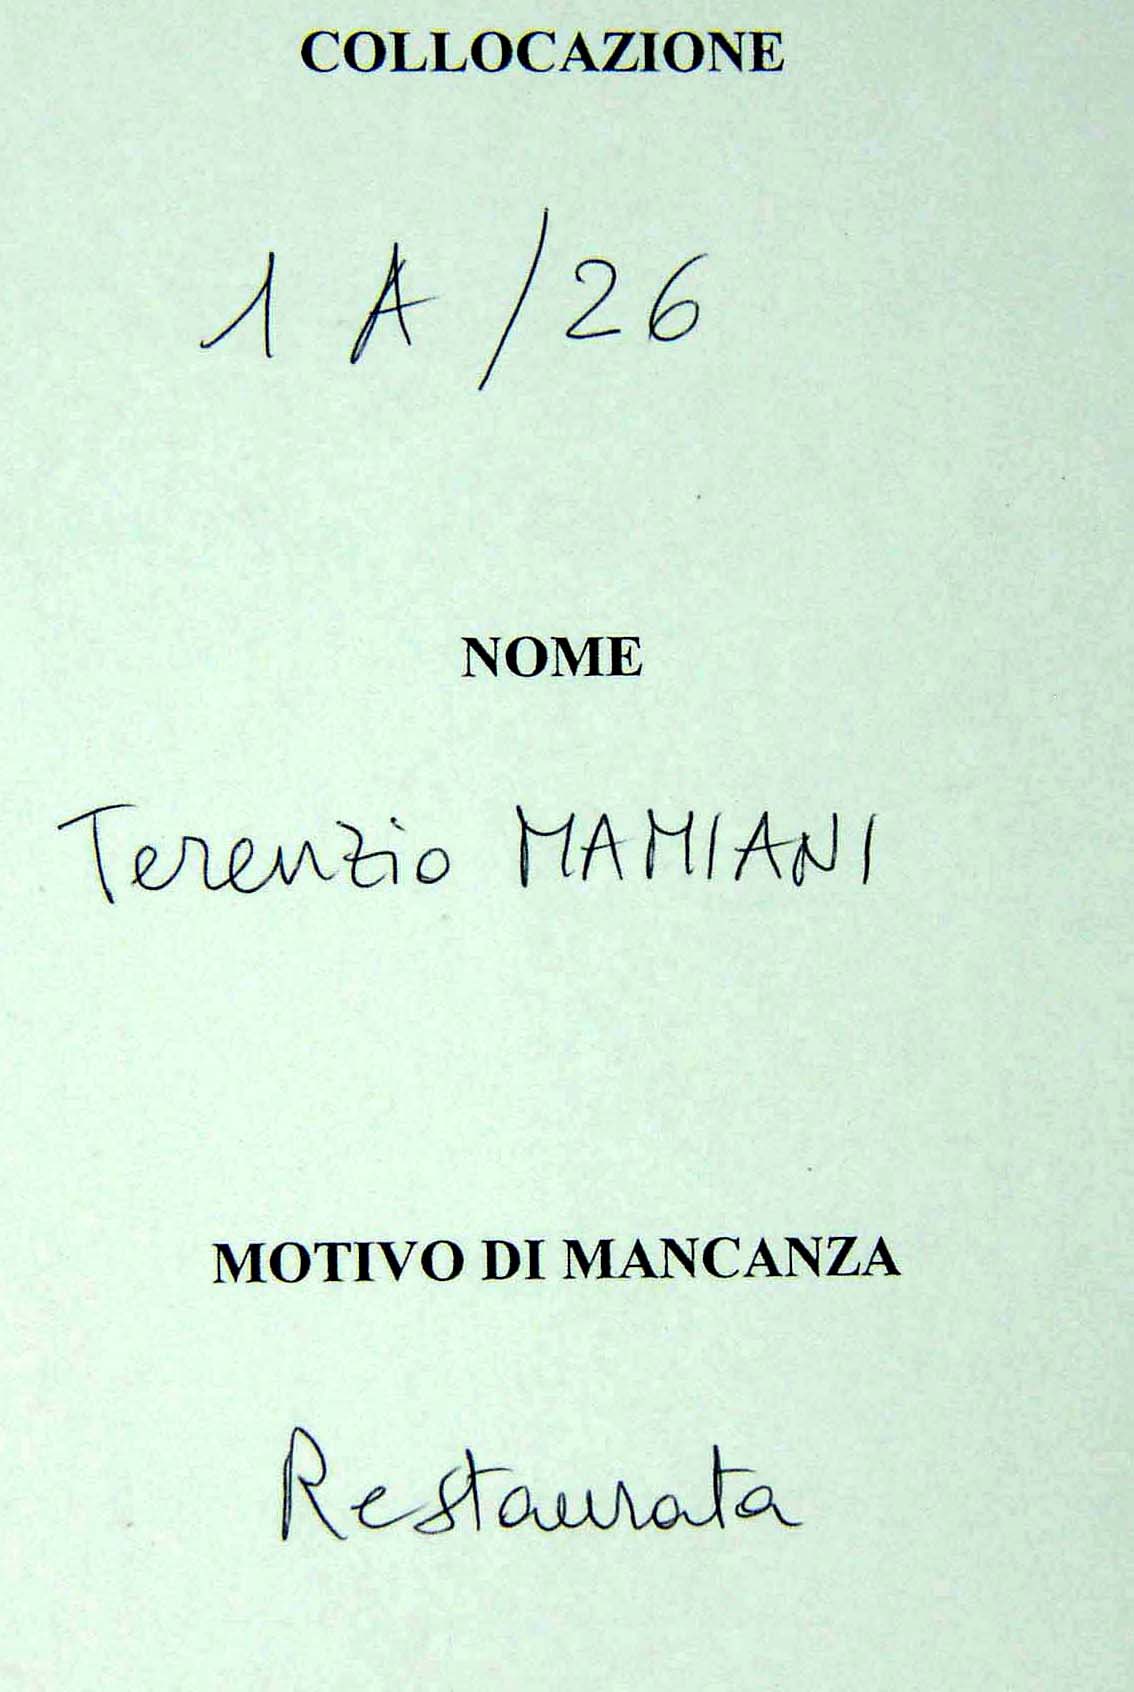 COLLOCAZIONE
1 A /26
NOME
Terenzio MAMIANI
MOTIVO DI MANCANZA
Restaurata